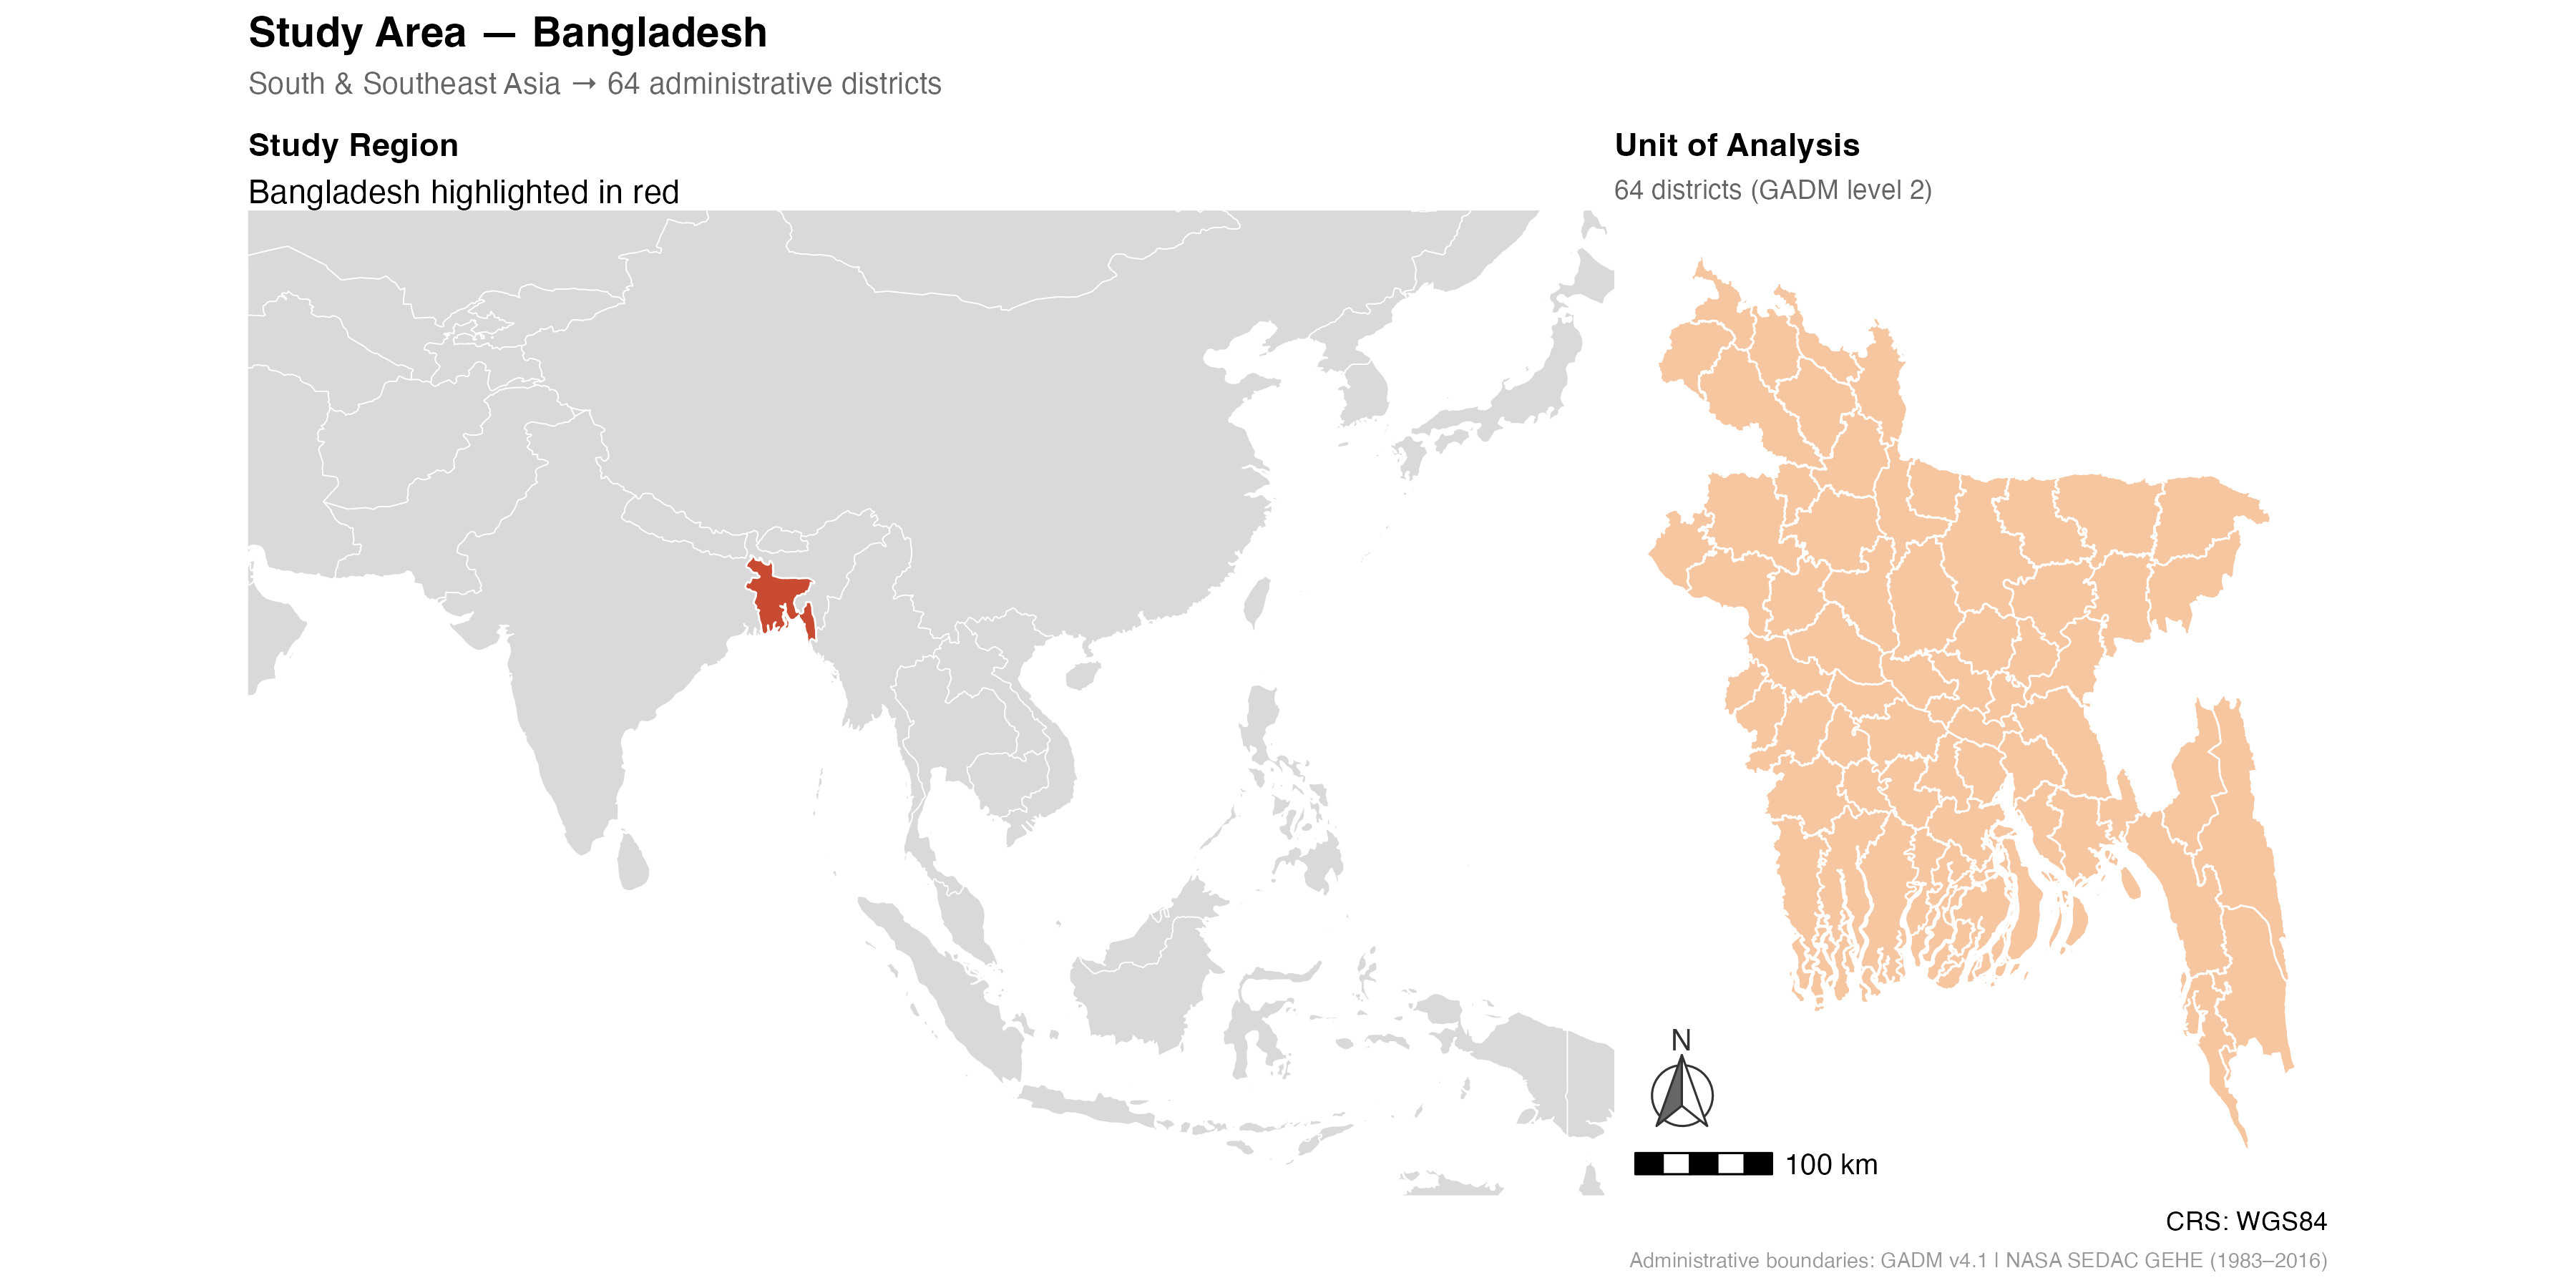 Study Area — Bangladesh
South & Southeast Asia → 64 administrative districts
Study Region
Bangladesh highlighted in red
Unit of Analysis
64 districts (GADM level 2)
N
100 km
CRS: WGS84
Administrative boundaries: GADM v4.1 | NASA SEDAC GEHE (1983–2016)